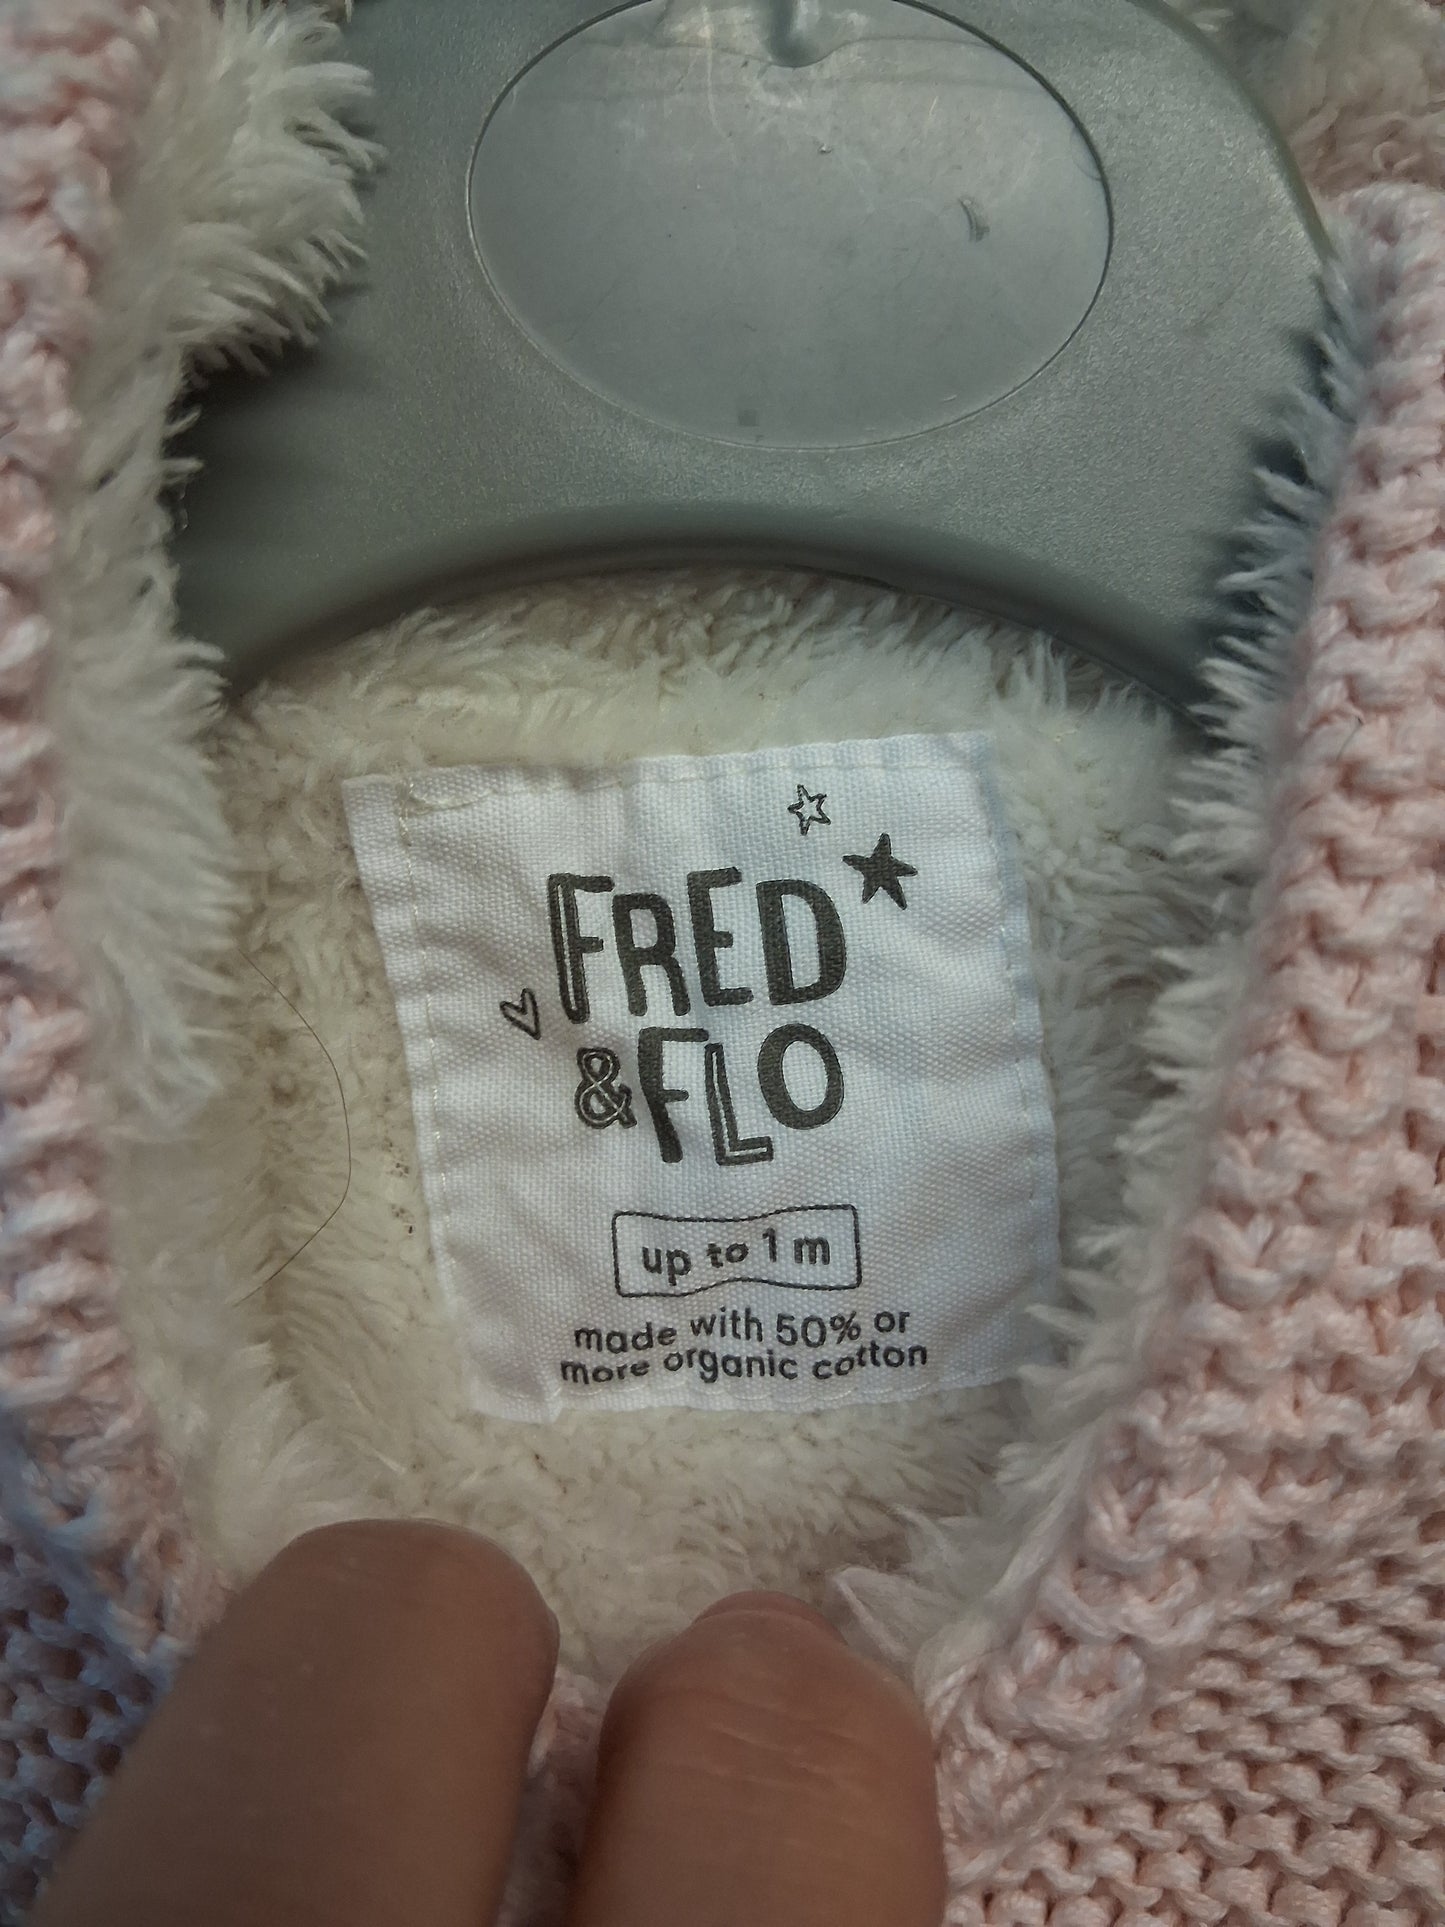 FRED
& FLO
up to 1 m
made with 50% or
more organic cotton